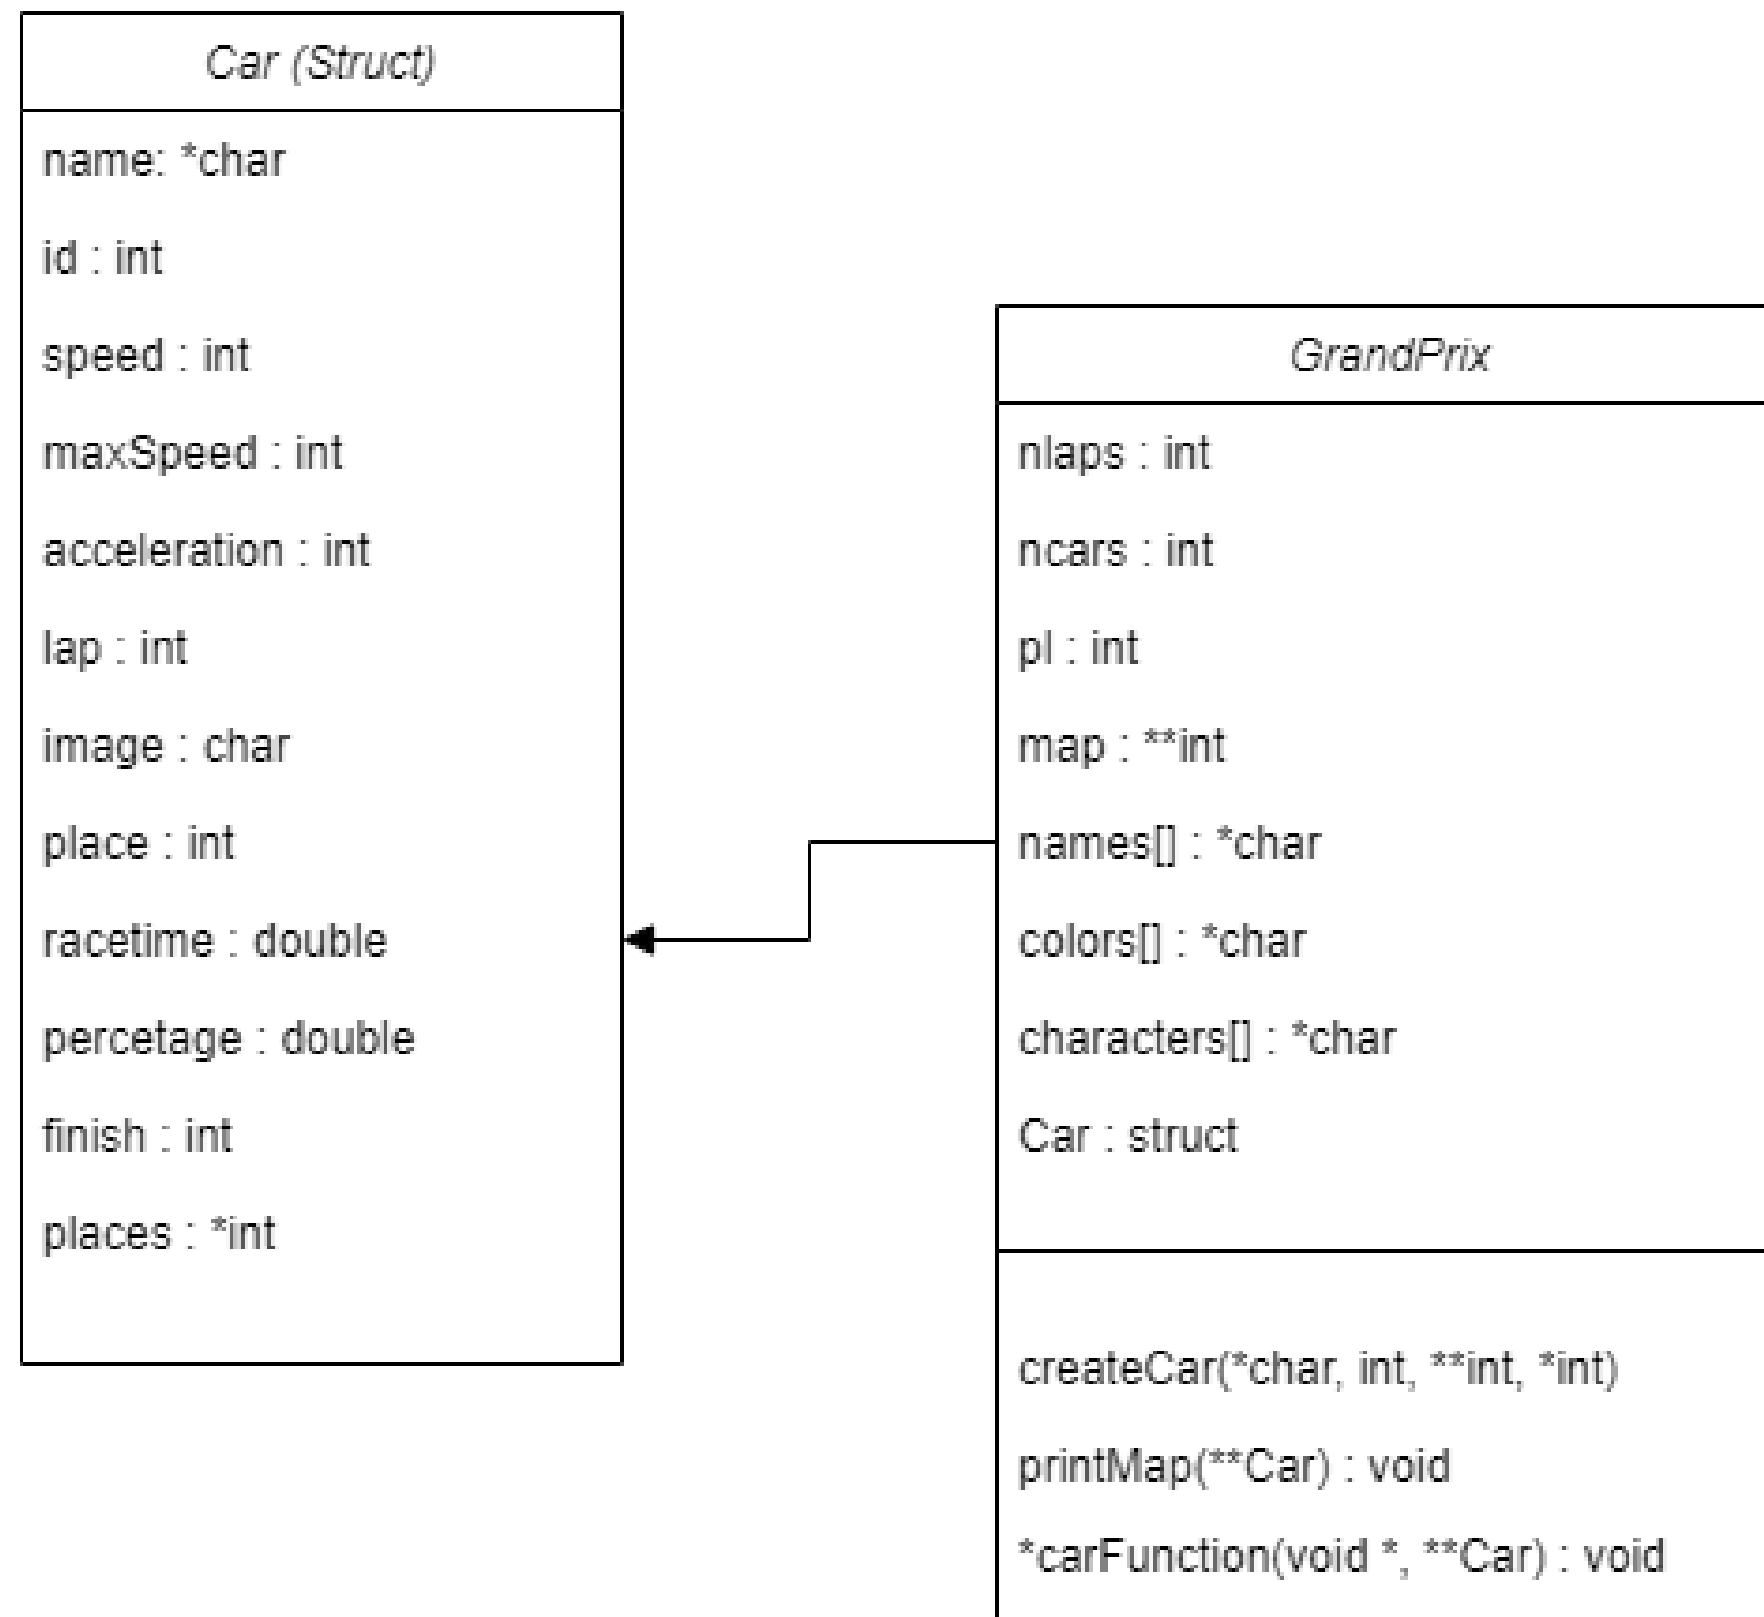 Car (Struct)
name: *char
id : int
speed : int
maxSpeed : int
acceleration : int
lap : int
image : char
place : int
racetime : double
percetage : double
finish : int
places : *int
GrandPrix
nlaps : int
ncars : int
pl : int
map : **int
names[] : *char
colors[] : *char
characters[] : *char
Car : struct
createCar(*char, int, **int, *int)
printMap(**Car) : void
*carFunction(void *, **Car) : void